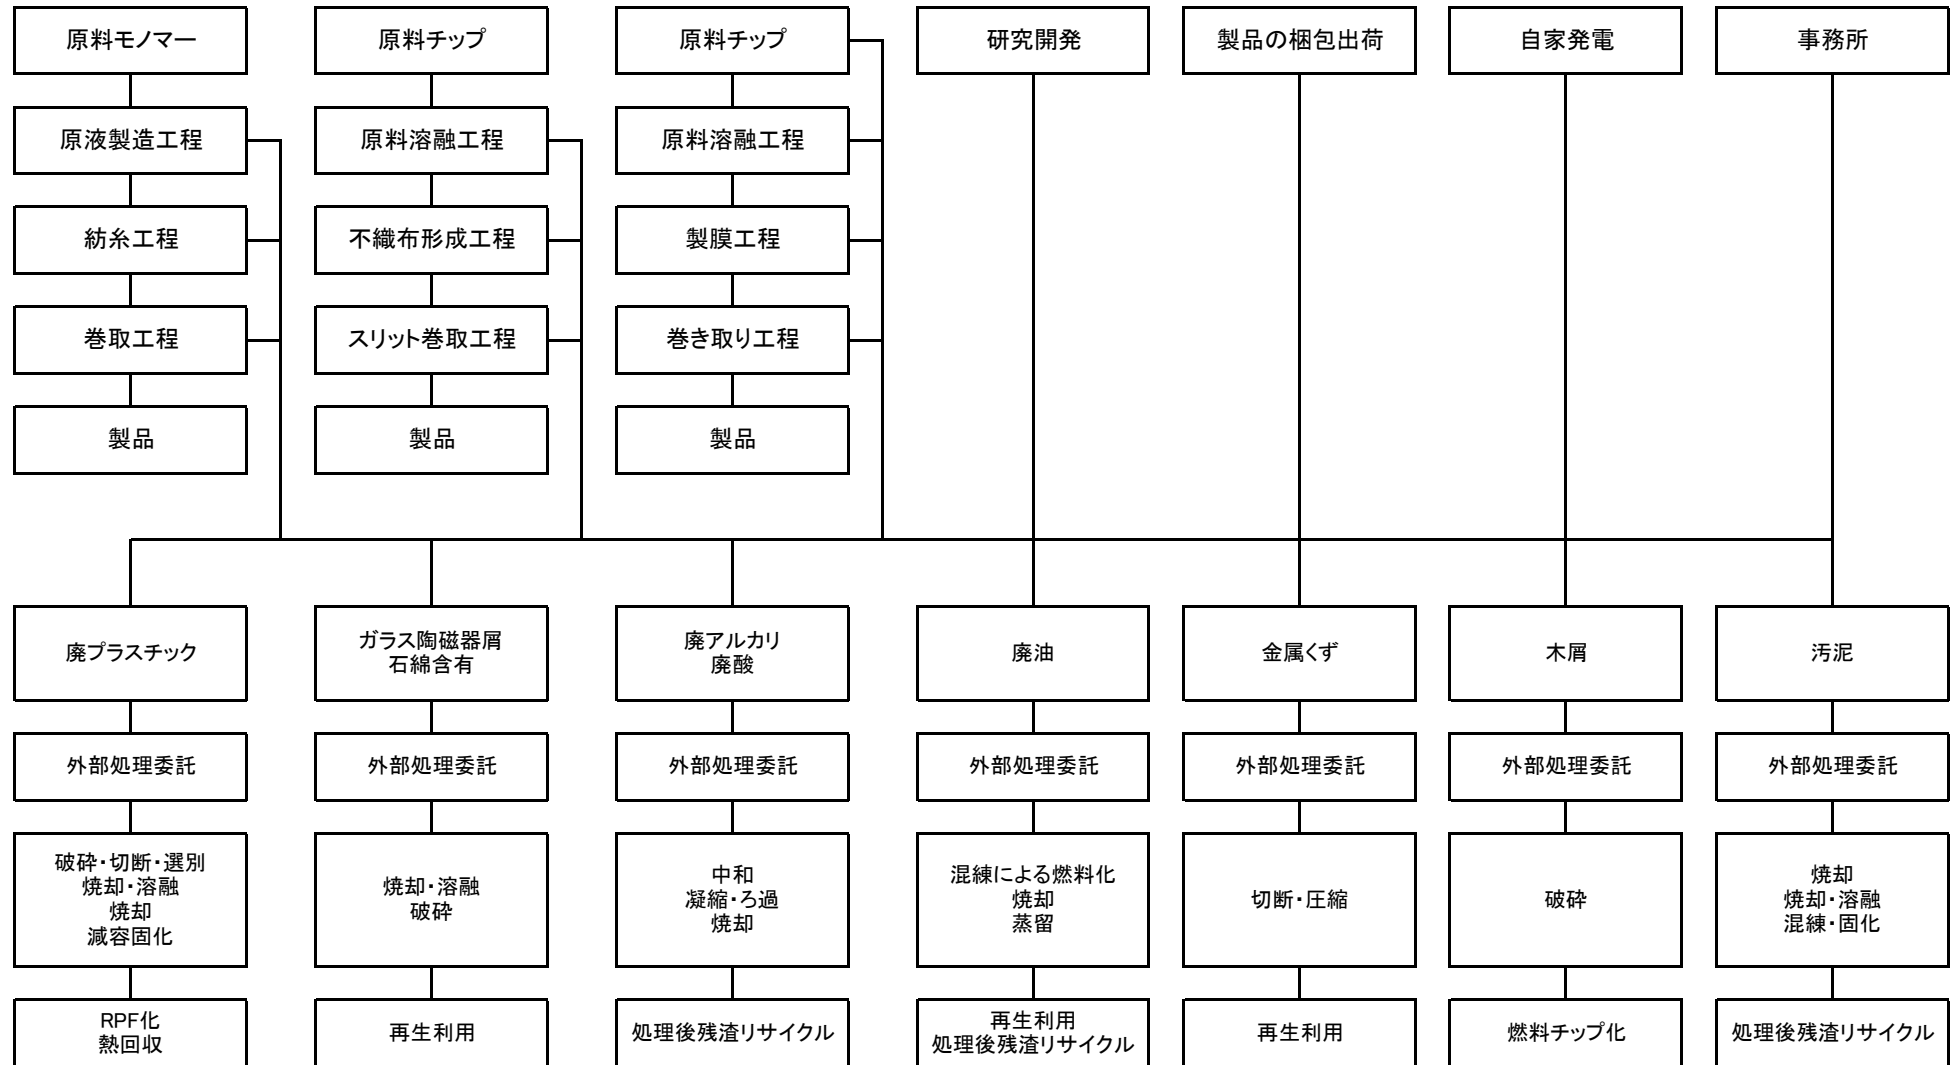 原料モノマー
原料チップ
原料チップ
研究開発
製品の梱包出荷
自家発電
事務所
原液製造工程
原料溶融工程
原料溶融工程
紡糸工程
不織布形成工程
製膜工程
巻取工程
スリット巻取工程
巻き取り工程
製品
製品
製品
廃プラスチック
ガラス陶磁器屑
石綿含有
廃アルカリ
廃酸
廃油
金属くず
木屑
汚泥
外部処理委託
外部処理委託
外部処理委託
外部処理委託
外部処理委託
外部処理委託
外部処理委託
破砕・切断・選別
焼却・溶融
焼却
減容固化
焼却・溶融
破砕
中和
凝縮・ろ過
焼却
混練による燃料化
焼却
蒸留
切断・圧縮
破砕
焼却
焼却・溶融
混練・固化
RPF化
熱回収
再生利用
処理後残渣リサイクル
再生利用
処理後残渣リサイクル
再生利用
燃料チップ化
処理後残渣リサイクル